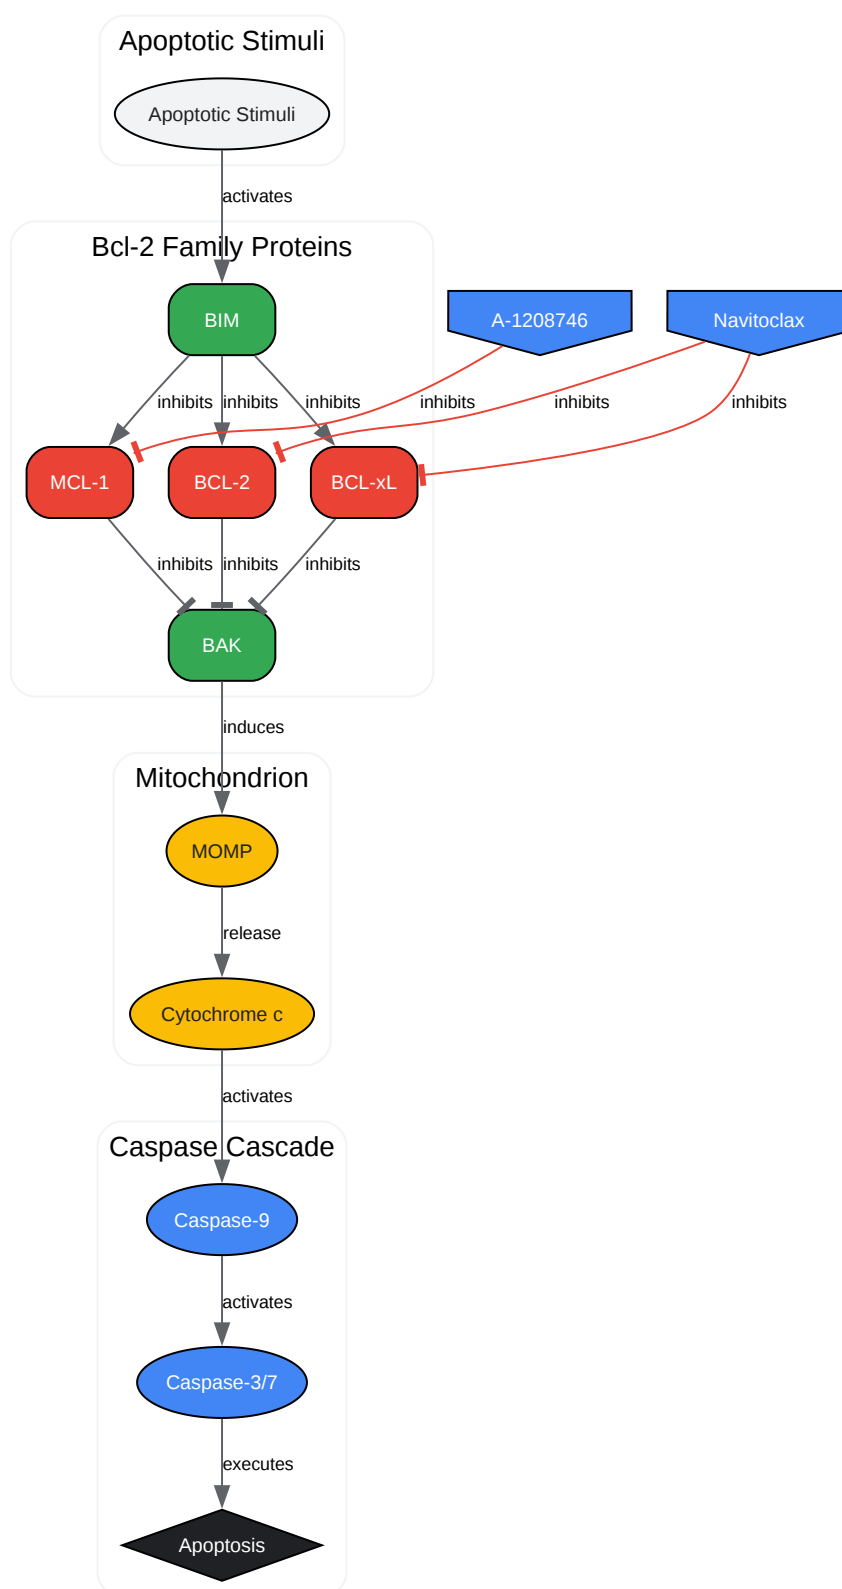 Apoptotic Stimuli
Apoptotic Stimuli
activates
Bcl-2 Family Proteins
BIM
A-1208746
Navitoclax
inhibits
inhibits
inhibits
inhibits
inhibits
inhibits
MCL-1
BCL-2
BCL-xL
inhibits
inhibits
inhibits
BAK
induces
Mitochondrion
MOMP
release
Cytochrome c
activates
Caspase Cascade
Caspase-9
activates
Caspase-3/7
executes
Apoptosis